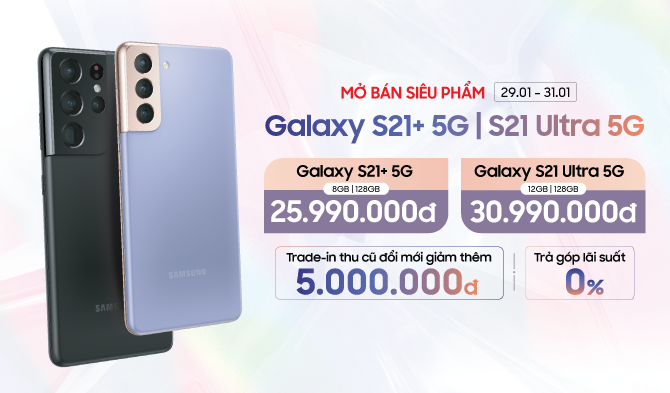 MỞ BÁN SIÊU PHẨM 29.01 - 31.01
Galaxy S21+ 5G | S21 Ultra 5G
Galaxy S21+ 5G
8GB | 128GB
25.990.000đ
Galaxy S21 Ultra 5G
12GB | 128GB
30.990.000đ
Trade-in thu cũ đổi mới giảm thêm
5.000.000đ
Trả góp lãi suất
0%
SAMSUNG
SAM